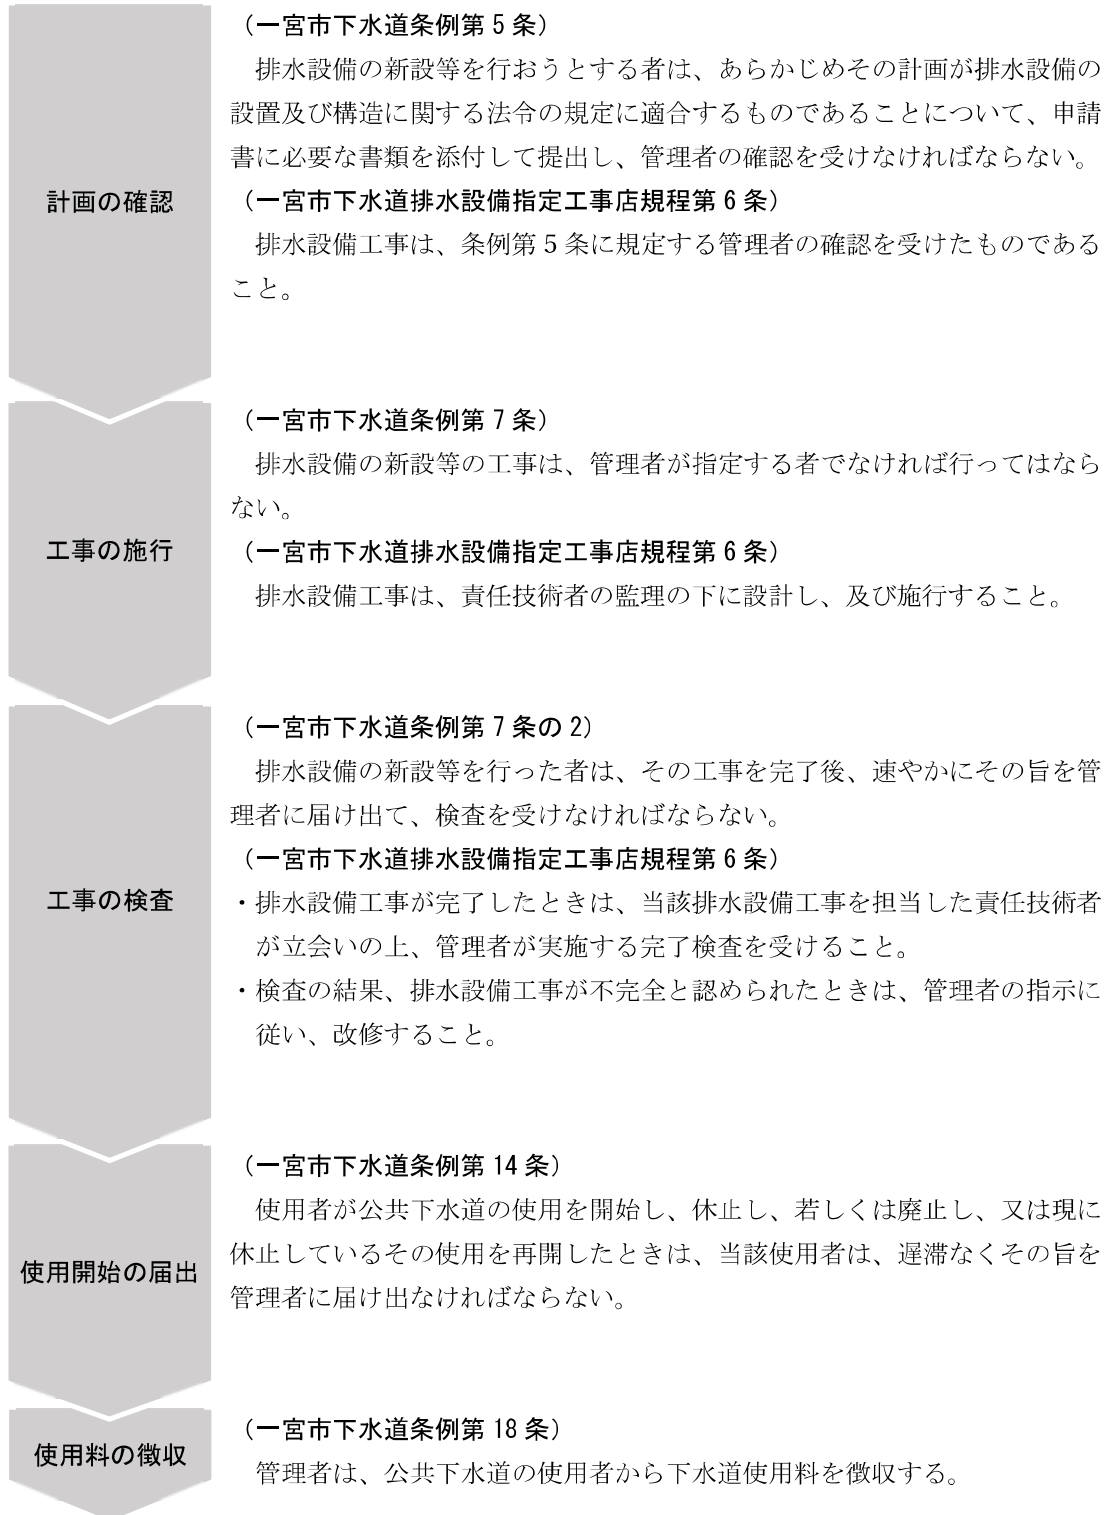 計画の確認
（一宮市下水道条例第 5 条）
排水設備の新設等を行おうとする者は、あらかじめその計画が排水設備の
設置及び構造に関する法令の規定に適合するものであることについて、申請
書に必要な書類を添付して提出し、管理者の確認を受けなければならない。
（一宮市下水道排水設備指定工事店規程第 6 条）
排水設備工事は、条例第 5 条に規定する管理者の確認を受けたものである
こと。
工事の施行
（一宮市下水道条例第 7 条）
排水設備の新設等の工事は、管理者が指定する者でなければ行ってはなら
ない。
（一宮市下水道排水設備指定工事店規程第 6 条）
排水設備工事は、責任技術者の監理の下に設計し、及び施行すること。
工事の検査
（一宮市下水道条例第 7 条の 2）
排水設備の新設等を行った者は、その工事を完了後、速やかにその旨を管
理者に届け出て、検査を受けなければならない。
（一宮市下水道排水設備指定工事店規程第 6 条）
・排水設備工事が完了したときは、当該排水設備工事を担当した責任技術者
が立会いの上、管理者が実施する完了検査を受けること。
・検査の結果、排水設備工事が不完全と認められたときは、管理者の指示に
従い、改修すること。
使用開始の届出
（一宮市下水道条例第 14 条）
使用者が公共下水道の使用を開始し、休止し、若しくは廃止し、又は現に
休止しているその使用を再開したときは、当該使用者は、遅滞なくその旨を
管理者に届け出なければならない。
使用料の徴収
（一宮市下水道条例第 18 条）
管理者は、公共下水道の使用者から下水道使用料を徴収する。